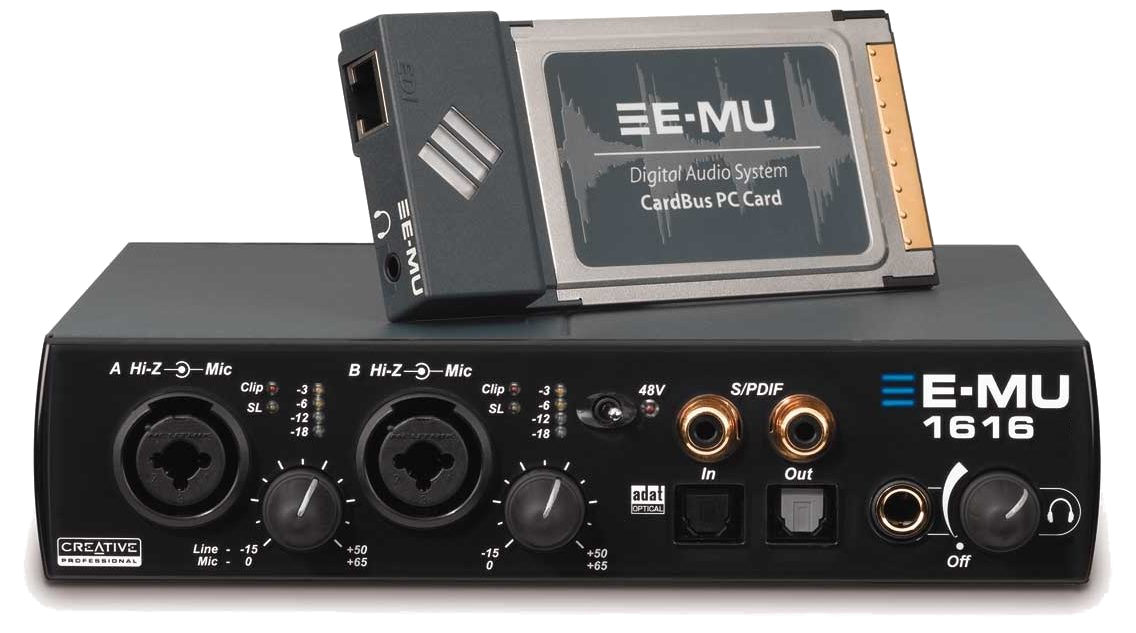 EDI
E-MU
E-MU
Digital Audio System
CardBus PC Card
A Hi-Z Mic
Clip
SL
-3
-6
-12
-18
B Hi-Z Mic
Clip
SL
-3
-6
-12
-18
48V
S/PDIF
In
Out
adat
OPTICAL
E-MU
1616
NEUTRIK
NEUTRIK
CREATIVE
PROFESSIONAL
Line - -15
Mic - 0
+50
+65
-15
0
+50
+65
Off